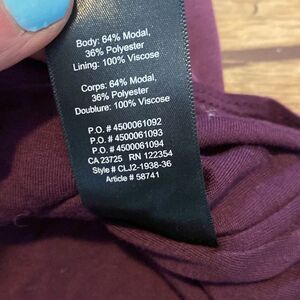 Body: 64% Modal,
36% Polyester
Lining: 100% Viscose
Corps: 64% Modal,
36% Polyester
Doublure: 100% Viscose
P.O. # 4500061092
P.O. # 4500061093
P.O. # 4500061094
CA 23725 RN 122354
Style # CLJ2-1938-36
Article # 58741